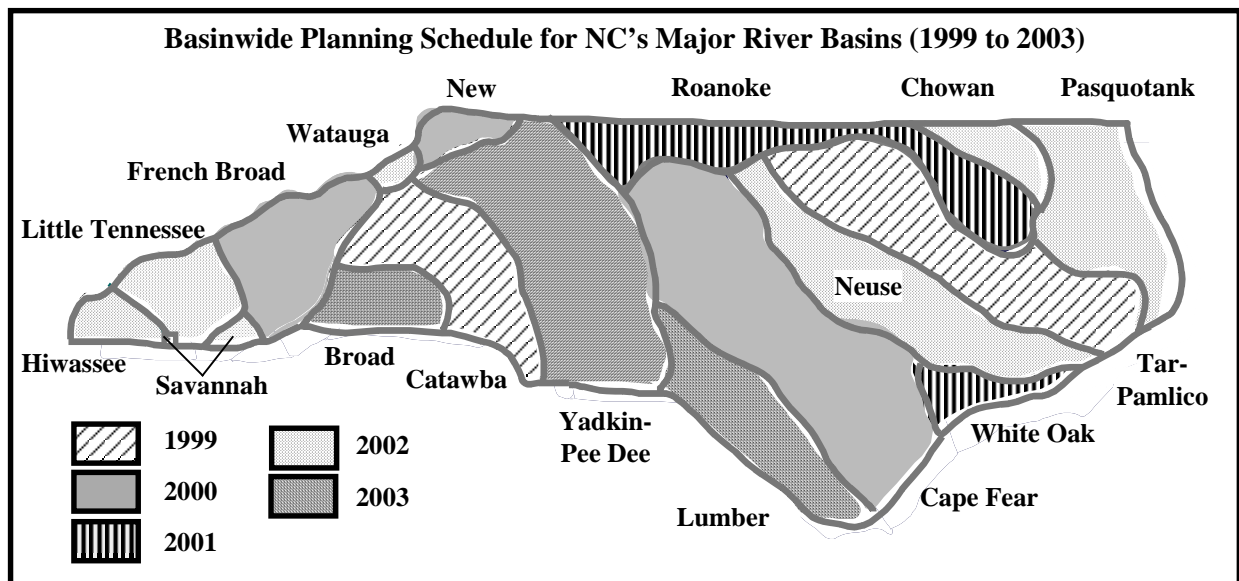 Basinwide Planning Schedule for NC's Major River Basins (1999 to 2003)
New
Roanoke
Chowan
Pasquotank
Watauga
French Broad
Little Tennessee
Neuse
Hiwassee
Savannah
Broad
Catawba
Yadkin-
Pee Dee
Lumber
Cape Fear
White Oak
Tar-
Pamlico
1999
2000
2001
2002
2003